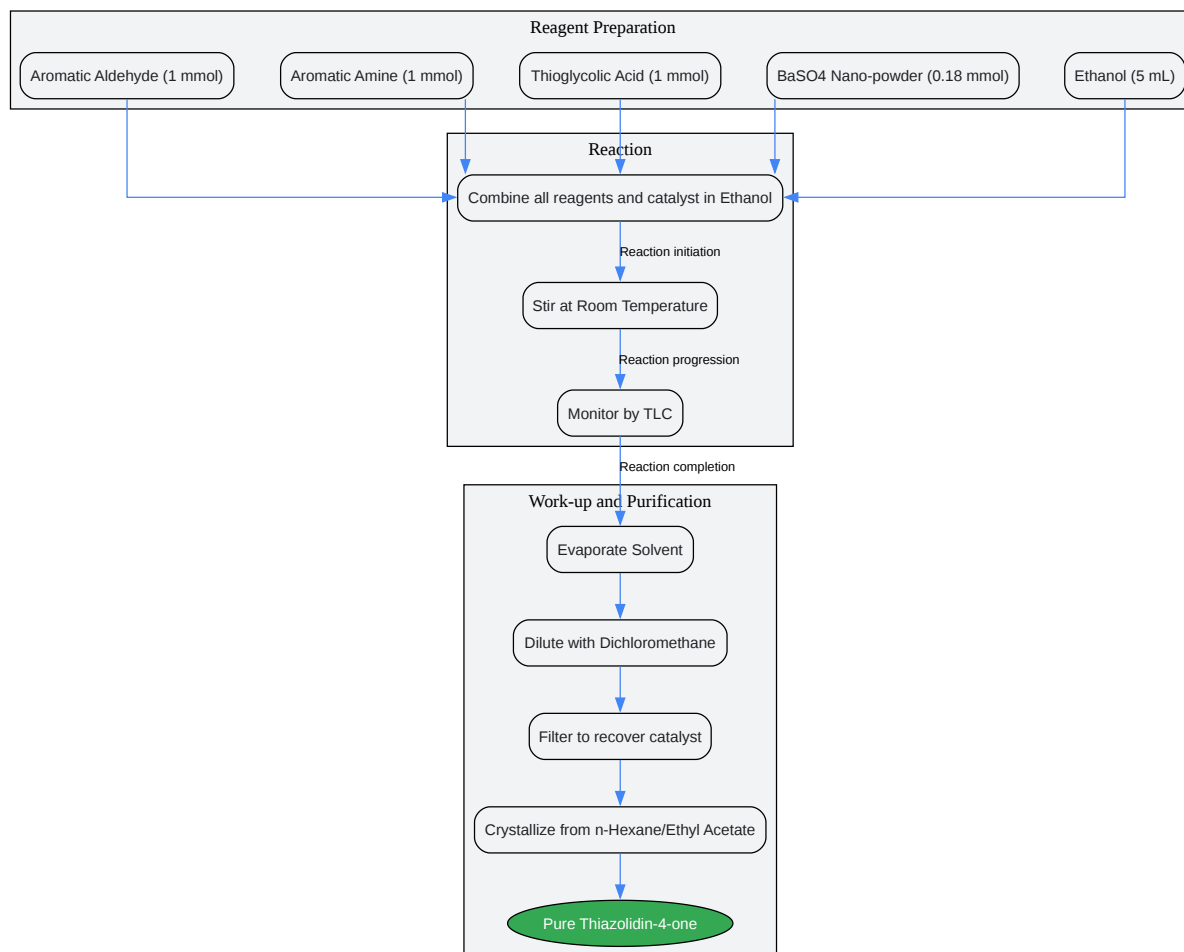 Reagent Preparation
Aromatic Aldehyde (1 mmol)
Aromatic Amine (1 mmol)
Thioglycolic Acid (1 mmol)
BaSO4 Nano-powder (0.18 mmol)
Ethanol (5 mL)
Reaction
Combine all reagents and catalyst in Ethanol
Reaction initiation
Stir at Room Temperature
Reaction progression
Monitor by TLC
Reaction completion
Work-up and Purification
Evaporate Solvent
Dilute with Dichloromethane
Filter to recover catalyst
Crystallize from n-Hexane/Ethyl Acetate
Pure Thiazolidin-4-one